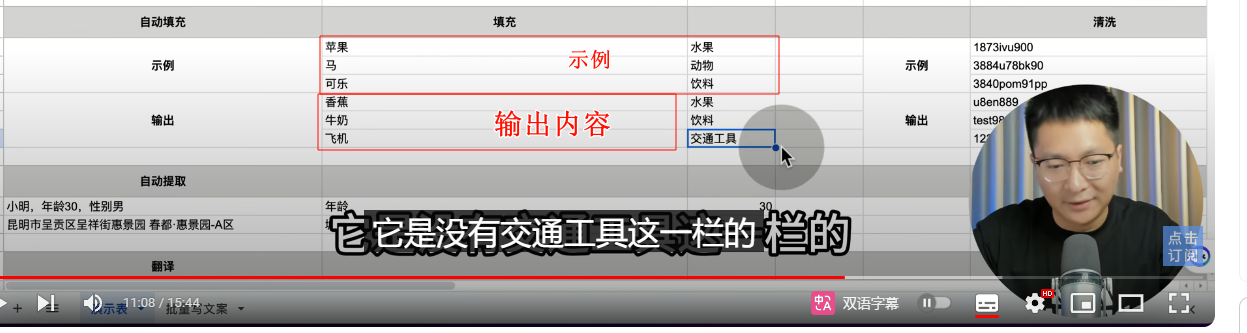 自动填充 填充 清洗
苹果 水果 1873ivu900
示例 马 示例 动物 示例 3884u78bk90
可乐 饮料 3840pom91pp
香蕉 水果 u8en889
输出 牛奶 输出内容 饮料 输出 test98
飞机 交通工具 12
自动提取
小明，年龄30，性别男 年龄 30
昆明市呈贡区呈祥街惠景园 春都·惠景园-A区
它是没有交通工具这一栏的
点击
订阅
翻译
11:08 / 15:44 中A 双语字幕 HD
演示表 批量写文案